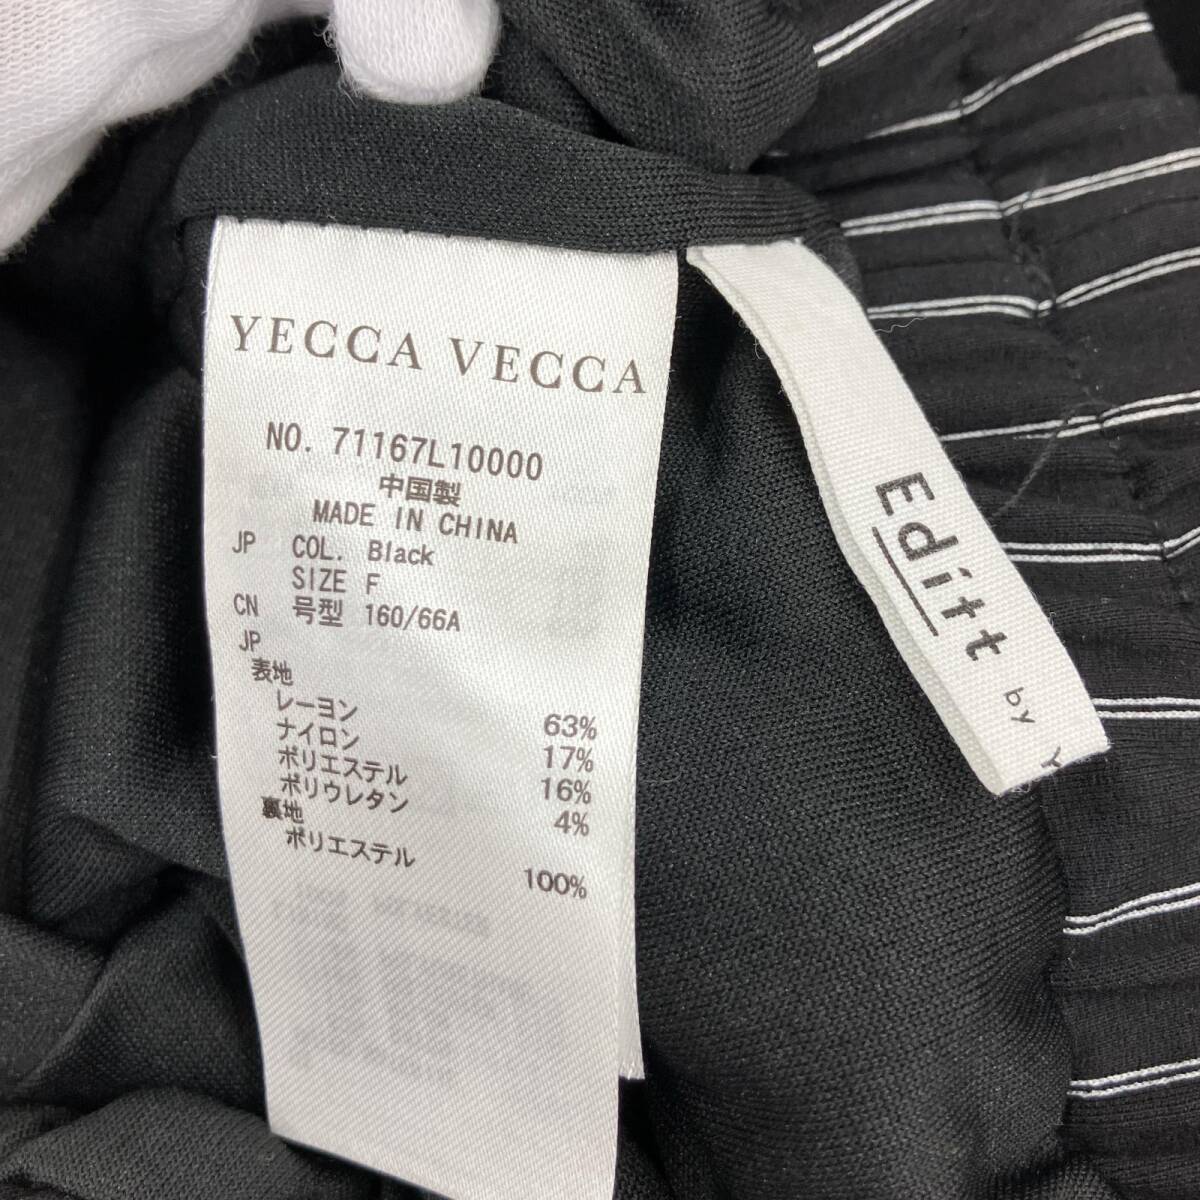 YECCA VECCA
NO. 71167L10000
中国製
MADE IN CHINA
JP COL. Black
SIZE F
CN 号型 160/66A
JP
表地
レーヨン 63%
ナイロン 17%
ポリエステル 16%
ポリウレタン 4%
裏地
ポリエステル 100%
Editt
by Y